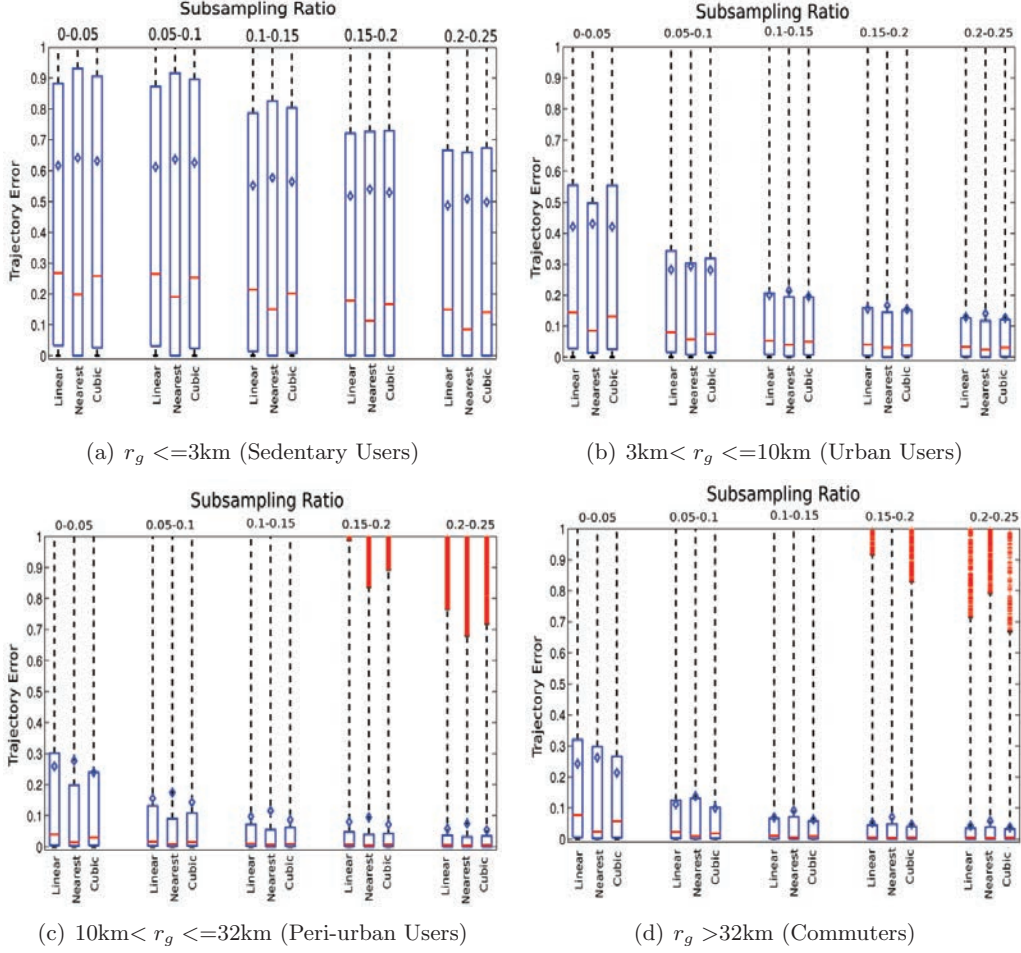 Subsampling Ratio
0-0.05 0.05-0.1 0.1-0.15 0.15-0.2 0.2-0.25
Trajectory Error
1
0.9
0.8
0.7
0.6
0.5
0.4
0.3
0.2
0.1
0
Linear Nearest Cubic Linear Nearest Cubic Linear Nearest Cubic Linear Nearest Cubic Linear Nearest Cubic
(a) r_g <=3km (Sedentary Users)
Subsampling Ratio
0-0.05 0.05-0.1 0.1-0.15 0.15-0.2 0.2-0.25
Trajectory Error
1
0.9
0.8
0.7
0.6
0.5
0.4
0.3
0.2
0.1
0
Linear Nearest Cubic Linear Nearest Cubic Linear Nearest Cubic Linear Nearest Cubic Linear Nearest Cubic
(b) 3km< r_g <=10km (Urban Users)
Subsampling Ratio
0-0.05 0.05-0.1 0.1-0.15 0.15-0.2 0.2-0.25
Trajectory Error
1
0.9
0.8
0.7
0.6
0.5
0.4
0.3
0.2
0.1
0
Linear Nearest Cubic Linear Nearest Cubic Linear Nearest Cubic Linear Nearest Cubic Linear Nearest Cubic
(c) 10km< r_g <=32km (Peri-urban Users)
Subsampling Ratio
0-0.05 0.05-0.1 0.1-0.15 0.15-0.2 0.2-0.25
Trajectory Error
1
0.9
0.8
0.7
0.6
0.5
0.4
0.3
0.2
0.1
0
Linear Nearest Cubic Linear Nearest Cubic Linear Nearest Cubic Linear Nearest Cubic Linear Nearest Cubic
(d) r_g >32km (Commuters)